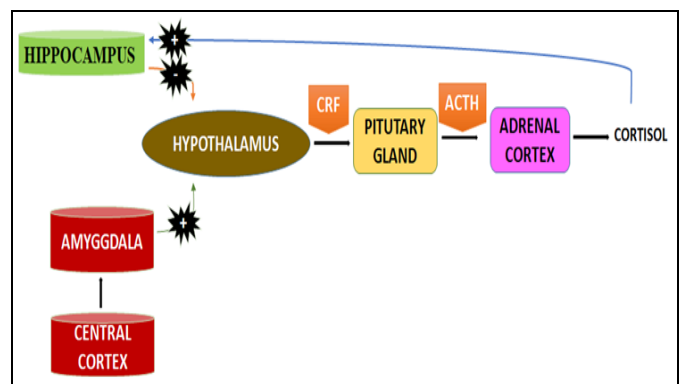 +
HIPPOCAMPUS
-
CRF
ACTH
HYPOTHALAMUS
PITUTARY
GLAND
ADRENAL
CORTEX
CORTISOL
+
AMYGGDALA
CENTRAL
CORTEX